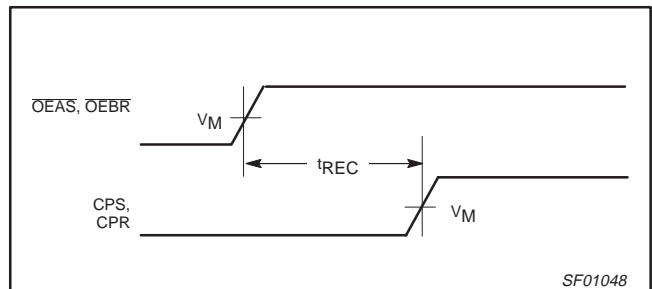 OEAS, OEBR
VM
tREC
CPS,
CPR
VM
SF01048